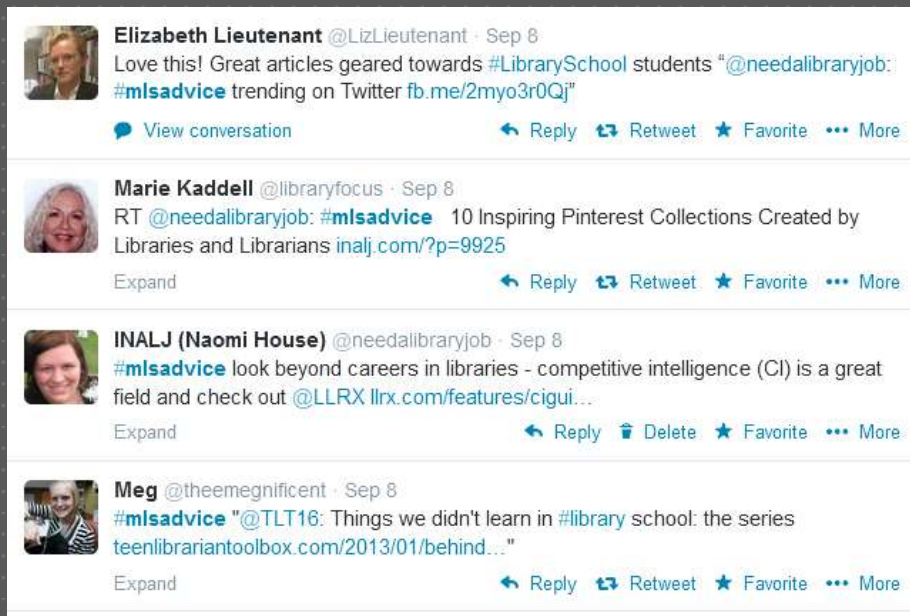 Elizabeth Lieutenant @LizLieutenant · Sep 8
Love this! Great articles geared towards #LibrarySchool students “@needalibraryjob:
#mlsadvice trending on Twitter fb.me/2myo3r0Qj”
View conversation Reply Retweet Favorite More
Marie Kaddell @libraryfocus · Sep 8
RT @needalibraryjob: #mlsadvice 10 Inspiring Pinterest Collections Created by
Libraries and Librarians inalj.com/?p=9925
Expand Reply Retweet Favorite More
INALJ (Naomi House) @needalibraryjob · Sep 8
#mlsadvice look beyond careers in libraries - competitive intelligence (CI) is a great
field and check out @LLRX llrx.com/features/cigui…
Expand Reply Delete Favorite More
Meg @theemegnificent · Sep 8
#mlsadvice "@TLT16: Things we didn't learn in #library school: the series
teenlibrariantoolbox.com/2013/01/behind…"
Expand Reply Retweet Favorite More